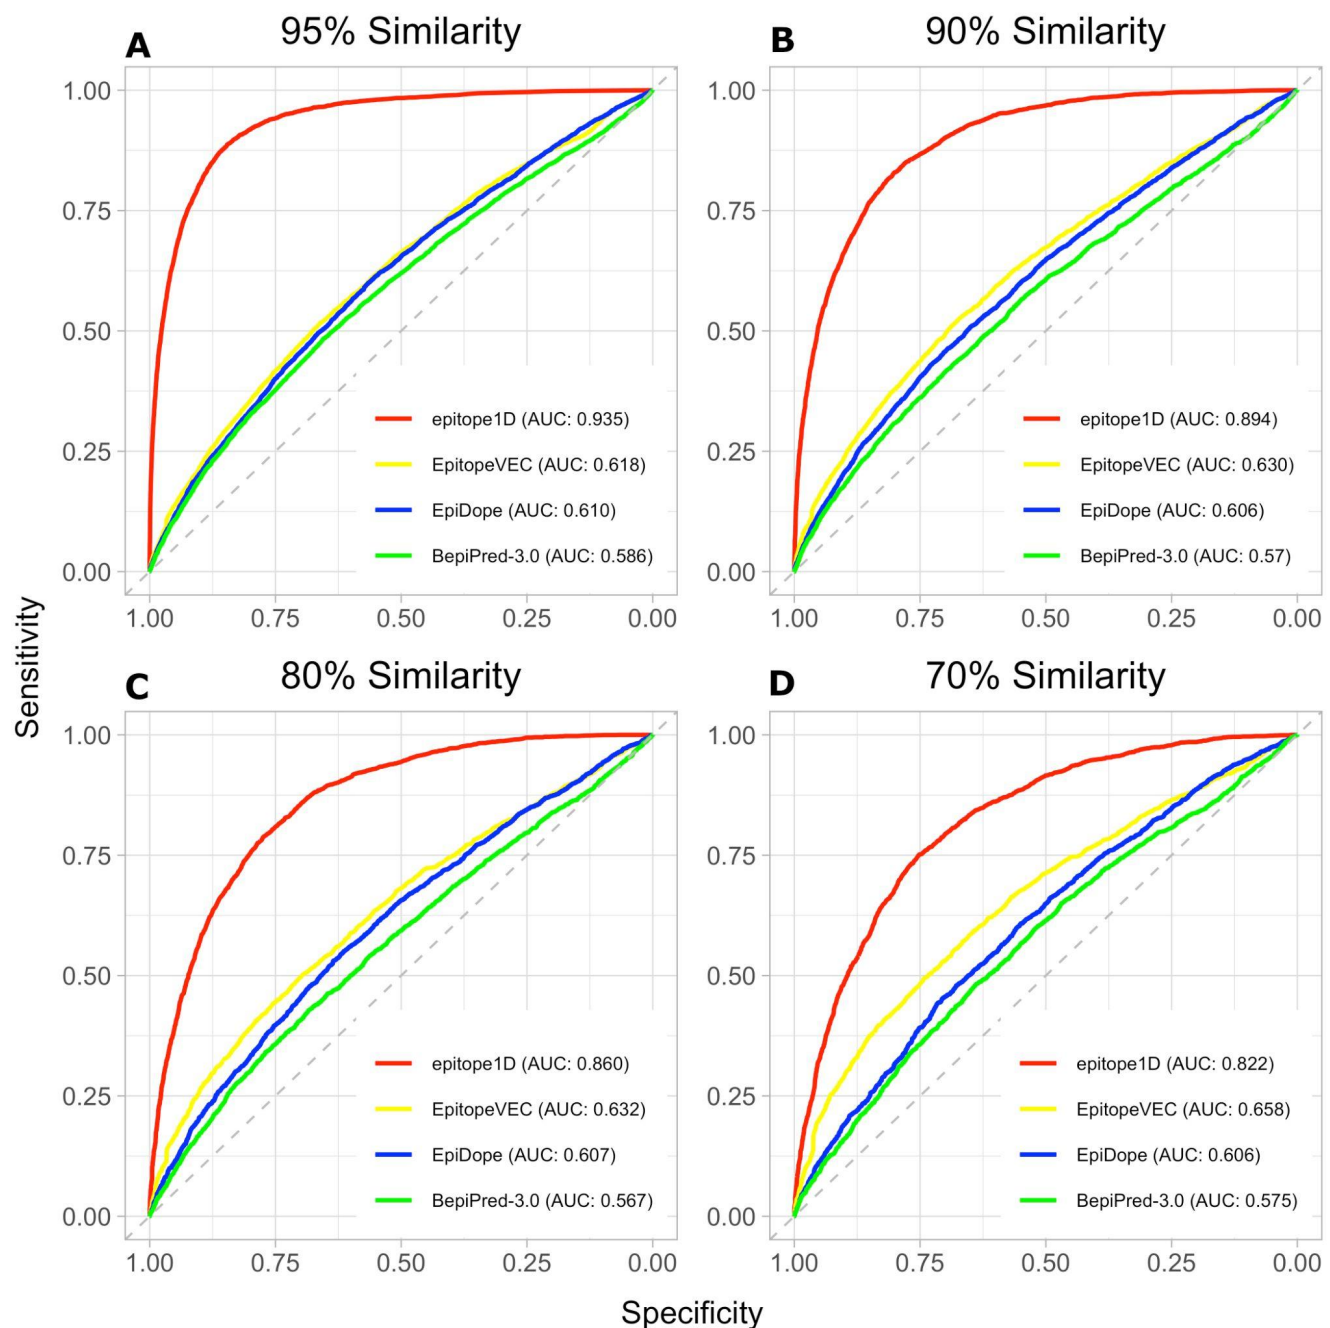 A 95% Similarity
1.00
0.75
0.50
0.25
0.00
1.00 0.75 0.50 0.25 0.00
epitope1D (AUC: 0.935)
EpitopeVEC (AUC: 0.618)
EpiDope (AUC: 0.610)
BepiPred-3.0 (AUC: 0.586)
B 90% Similarity
1.00
0.75
0.50
0.25
0.00
1.00 0.75 0.50 0.25 0.00
epitope1D (AUC: 0.894)
EpitopeVEC (AUC: 0.630)
EpiDope (AUC: 0.606)
BepiPred-3.0 (AUC: 0.57)
Sensitivity
C 80% Similarity
1.00
0.75
0.50
0.25
0.00
1.00 0.75 0.50 0.25 0.00
epitope1D (AUC: 0.860)
EpitopeVEC (AUC: 0.632)
EpiDope (AUC: 0.607)
BepiPred-3.0 (AUC: 0.567)
D 70% Similarity
1.00
0.75
0.50
0.25
0.00
1.00 0.75 0.50 0.25 0.00
epitope1D (AUC: 0.822)
EpitopeVEC (AUC: 0.658)
EpiDope (AUC: 0.606)
BepiPred-3.0 (AUC: 0.575)
Specificity